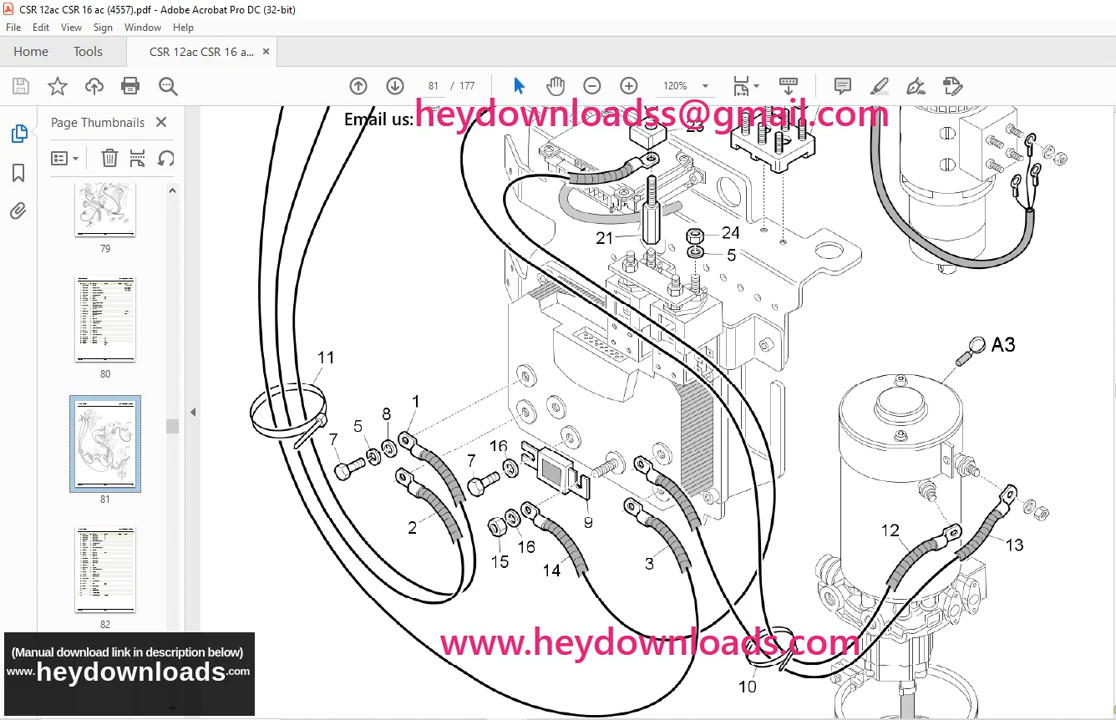 CSR 12ac CSR 16 ac (4557).pdf - Adobe Acrobat Pro DC (32-bit)
File Edit View Sign Window Help
Home Tools CSR 12ac CSR 16 a... ×
81 / 177 120%
Page Thumbnails
79
80
81
82
Email us: heydownloadss@gmail.com
23
21
24
5
A3
11
1
8
5
7
16
7
9
2
15
16
14
3
12
13
10
www.heydownloads.com
(Manual download link in description below)
www.heydownloads.com